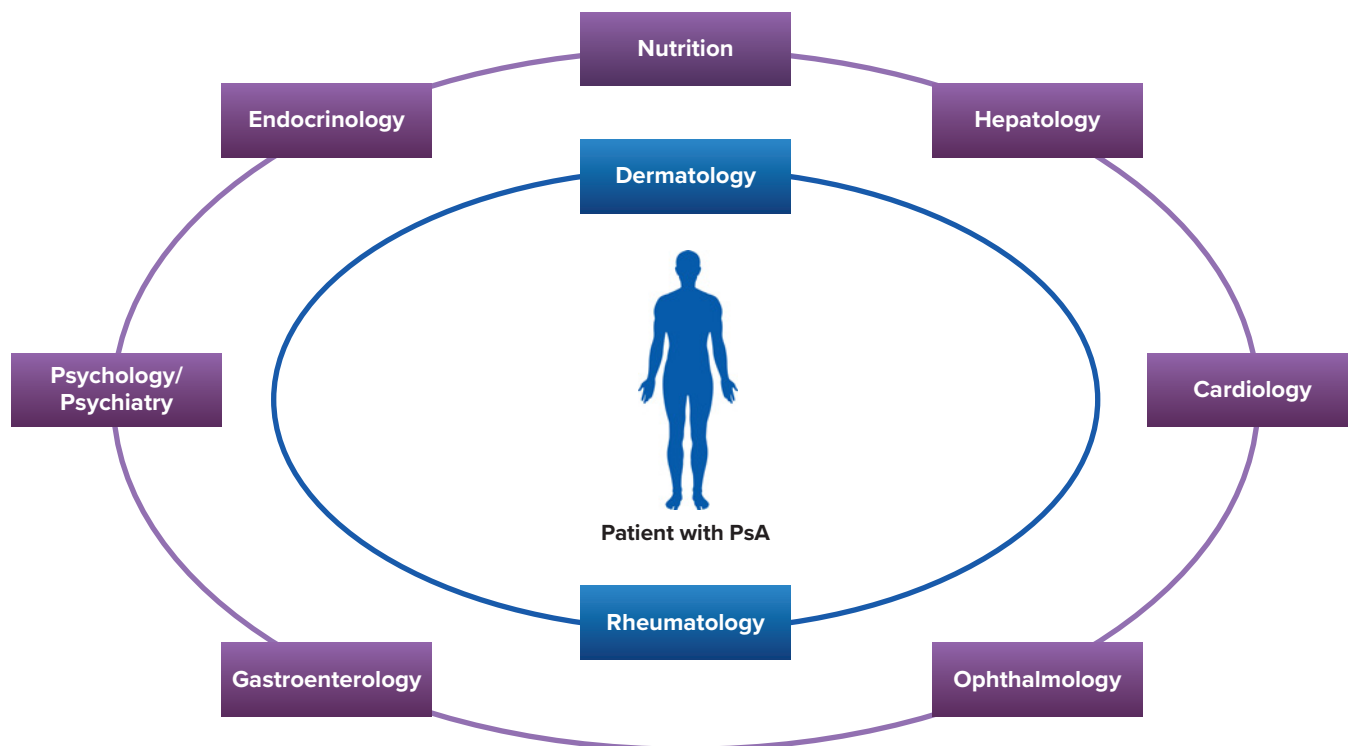 Nutrition
Endocrinology
Hepatology
Dermatology
Psychology/
Psychiatry
Cardiology
Patient with PsA
Rheumatology
Gastroenterology
Ophthalmology